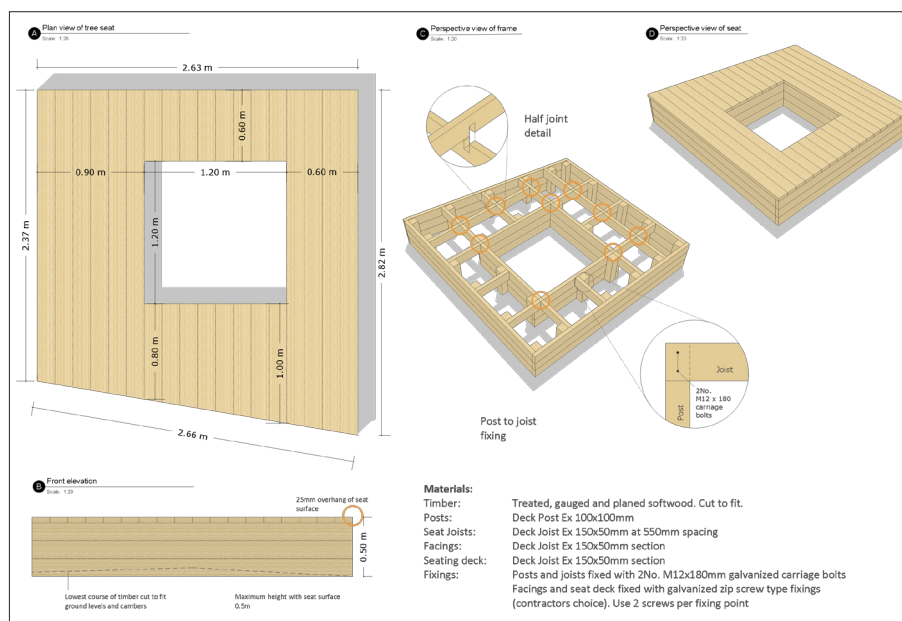 A Plan view of tree seat
Scale 1:20
2.63 m
0.60 m
0.90 m
1.20 m
0.60 m
1.20 m
2.37 m
2.82 m
0.80 m
1.00 m
2.66 m
B Front elevation
Scale 1:20
25mm overhang of seat
surface
0.50 m
Lowest course of timber cut to fit
ground levels and cambers
Maximum height with seat surface
0.5m
C Perspective view of frame
Scale 1:20
Half joint
detail
Joist
Post
2No.
M12 x 180
carriage
bolts
Post to joist
fixing
D Perspective view of seat
Scale 1:20
Materials:
Timber: Treated, gauged and planed softwood. Cut to fit.
Posts: Deck Post Ex 100x100mm
Seat Joists: Deck Joist Ex 150x50mm at 550mm spacing
Facings: Deck Joist Ex 150x50mm section
Seating deck: Deck Joist Ex 150x50mm section
Fixings: Posts and joists fixed with 2No. M12x180mm galvanized carriage bolts
Facings and seat deck fixed with galvanized zip screw type fixings
(contractors choice). Use 2 screws per fixing point